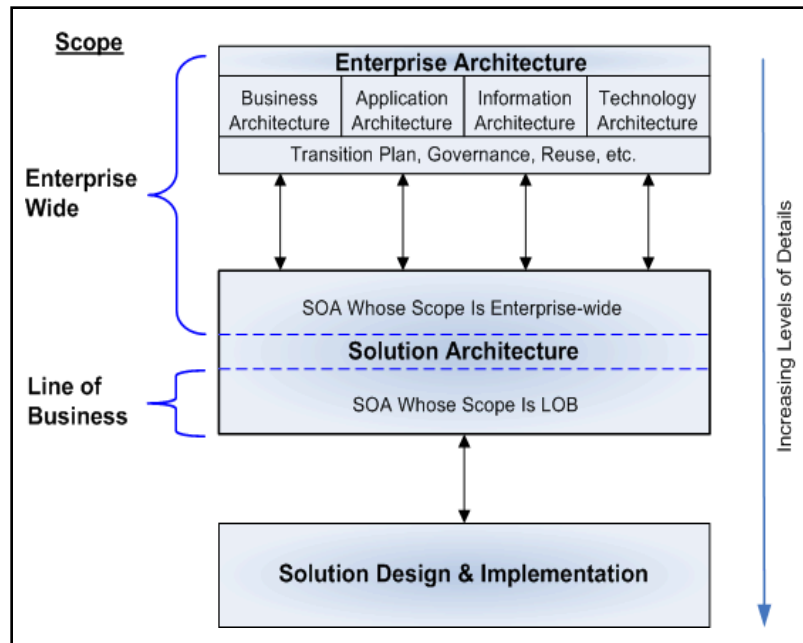 Scope
Enterprise Architecture
Business
Architecture
Application
Architecture
Information
Architecture
Technology
Architecture
Transition Plan, Governance, Reuse, etc.
Enterprise
Wide
SOA Whose Scope Is Enterprise-wide
Solution Architecture
Line of
Business
SOA Whose Scope Is LOB
Solution Design & Implementation
Increasing Levels of Details